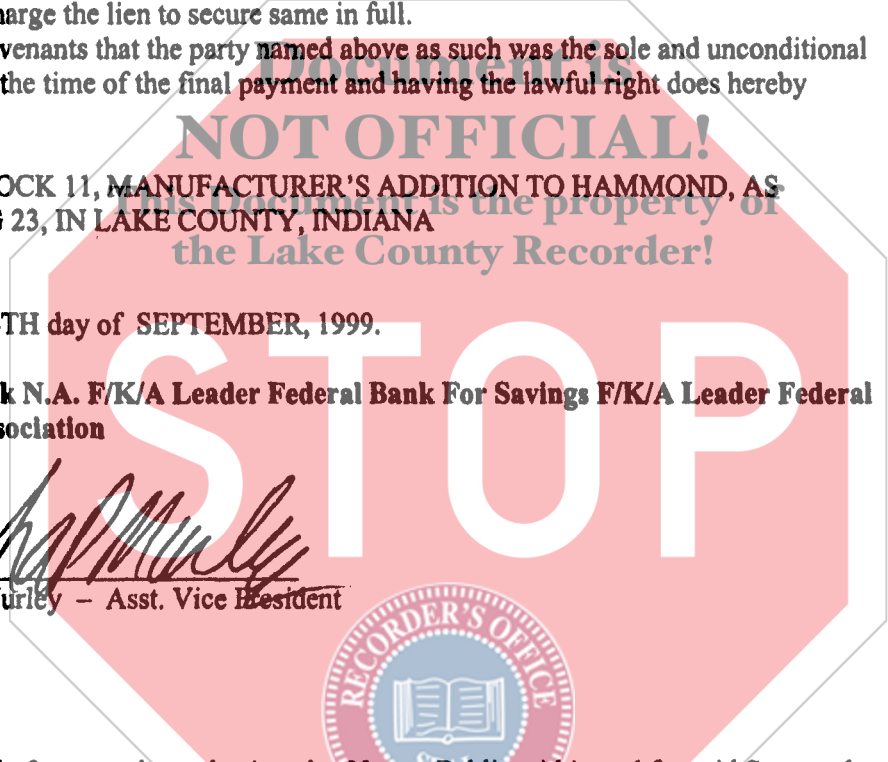 harge the lien to secure same in full.
venants that the party named above as such was the sole and unconditional
Document is
the time of the final payment and having the lawful right does hereby
NOT OFFICIAL!
OCK 11, MANUFACTURER'S ADDITION TO HAMMOND, AS
This Document is the property of
23, IN LAKE COUNTY, INDIANA
the Lake County Recorder!
TH day of SEPTEMBER, 1999.
STOP
k N.A. F/K/A Leader Federal Bank For Savings F/K/A Leader Federal
sociation
urley – Asst. Vice President
RECORDER'S OFFICE